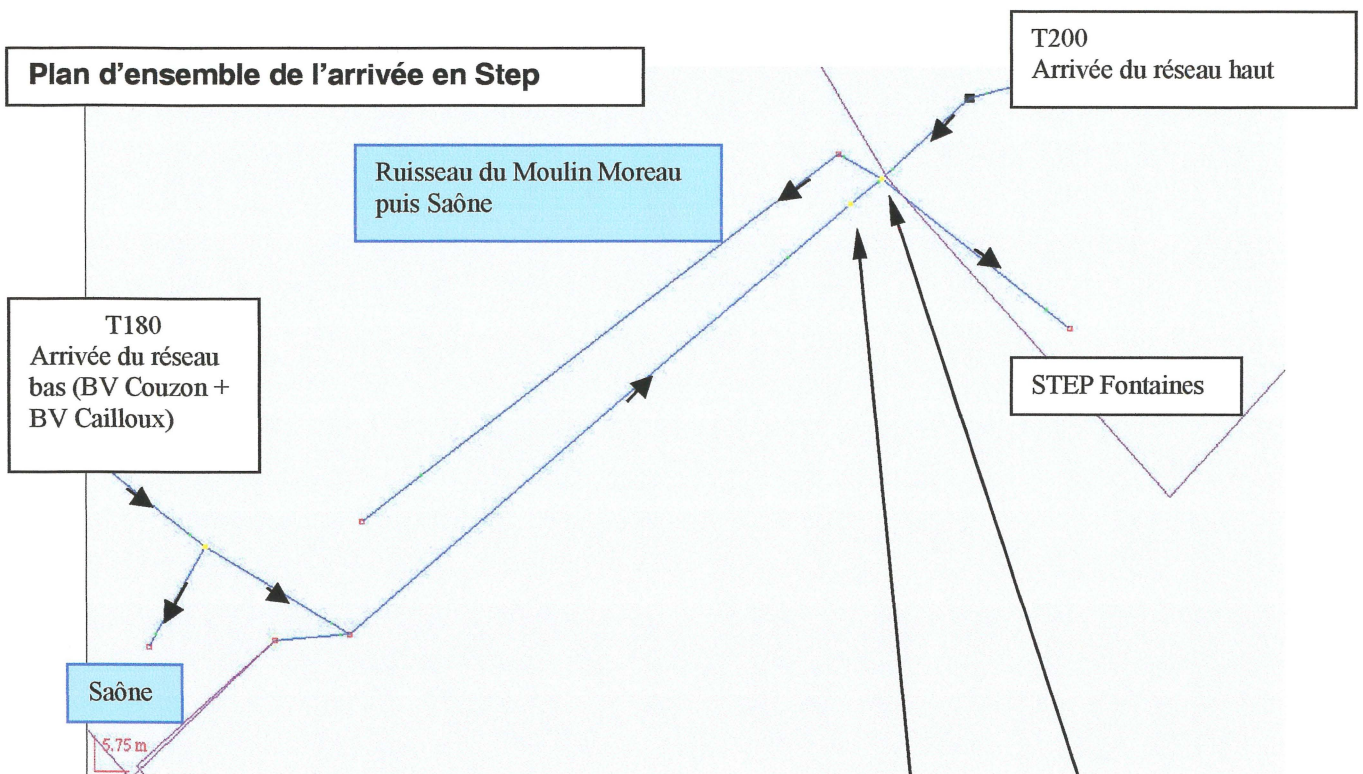 Plan d'ensemble de l'arrivée en Step
T200
Arrivée du réseau haut
Ruisseau du Moulin Moreau
puis Saône
T180
Arrivée du réseau
bas (BV Couzon +
BV Cailloux)
STEP Fontaines
Saône
5.75 m